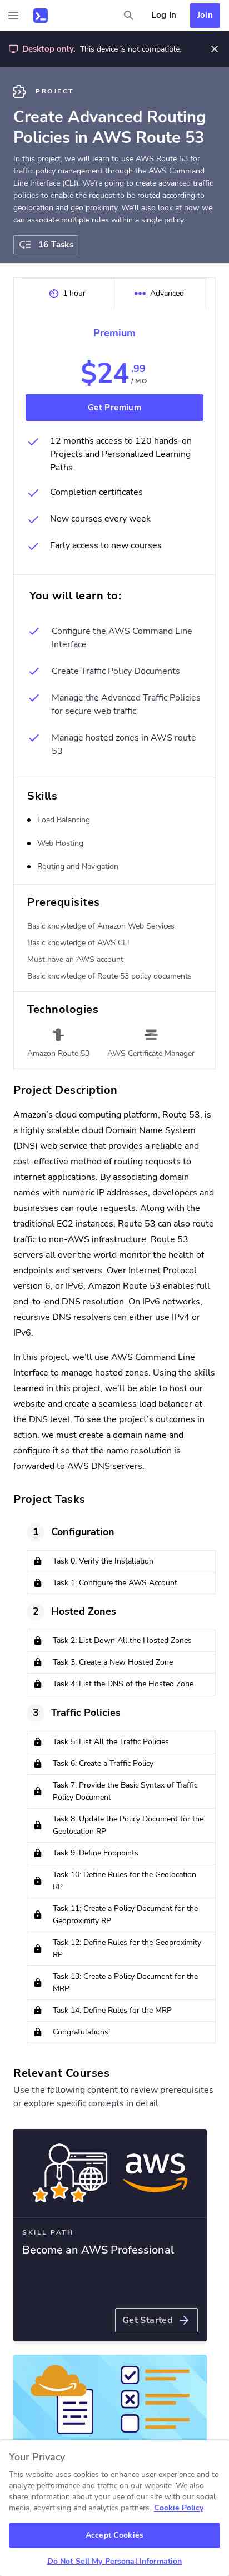 Log In
Join
Desktop only. This device is not compatible.
PROJECT
Create Advanced Routing
Policies in AWS Route 53
In this project, we will learn to use AWS Route 53 for
traffic policy management through the AWS Command
Line Interface (CLI). We're going to create advanced traffic
policies to enable the request to be routed according to
geolocation and geo proximity. We'll also look at how we
can associate multiple rules within a single policy.
16 Tasks
1 hour
Advanced
Premium
$24.99
/MO
Get Premium
12 months access to 120 hands-on
Projects and Personalized Learning
Paths
Completion certificates
New courses every week
Early access to new courses
You will learn to:
Configure the AWS Command Line
Interface
Create Traffic Policy Documents
Manage the Advanced Traffic Policies
for secure web traffic
Manage hosted zones in AWS route
53
Skills
Load Balancing
Web Hosting
Routing and Navigation
Prerequisites
Basic knowledge of Amazon Web Services
Basic knowledge of AWS CLI
Must have an AWS account
Basic knowledge of Route 53 policy documents
Technologies
Amazon Route 53
AWS Certificate Manager
Project Description
Amazon's cloud computing platform, Route 53, is
a highly scalable cloud Domain Name System
(DNS) web service that provides a reliable and
cost-effective method of routing requests to
internet applications. By associating domain
names with numeric IP addresses, developers and
businesses can route requests. Along with the
traditional EC2 instances, Route 53 can also route
traffic to non-AWS infrastructure. Route 53
servers all over the world monitor the health of
endpoints and servers. Over Internet Protocol
version 6, or IPv6, Amazon Route 53 enables full
end-to-end DNS resolution. On IPv6 networks,
recursive DNS resolvers can either use IPv4 or
IPv6.
In this project, we'll use AWS Command Line
Interface to manage hosted zones. Using the skills
learned in this project, we'll be able to host our
website and create a seamless load balancer at
the DNS level. To see the project's outcomes in
action, we must create a domain name and
configure it so that the name resolution is
forwarded to AWS DNS servers.
Project Tasks
1 Configuration
Task 0: Verify the Installation
Task 1: Configure the AWS Account
2 Hosted Zones
Task 2: List Down All the Hosted Zones
Task 3: Create a New Hosted Zone
Task 4: List the DNS of the Hosted Zone
3 Traffic Policies
Task 5: List All the Traffic Policies
Task 6: Create a Traffic Policy
Task 7: Provide the Basic Syntax of Traffic
Policy Document
Task 8: Update the Policy Document for the
Geolocation RP
Task 9: Define Endpoints
Task 10: Define Rules for the Geolocation
RP
Task 11: Create a Policy Document for the
Geoproximity RP
Task 12: Define Rules for the Geoproximity
RP
Task 13: Create a Policy Document for the
MRP
Task 14: Define Rules for the MRP
Congratulations!
Relevant Courses
Use the following content to review prerequisites
or explore specific concepts in detail.
aws
SKILL PATH
Become an AWS Professional
Get Started
Your Privacy
This website uses cookies to enhance user experience and to
analyze performance and traffic on our website. We also
share information about your use of our site with our social
media, advertising and analytics partners. Cookie Policy
Accept Cookies
Do Not Sell My Personal Information